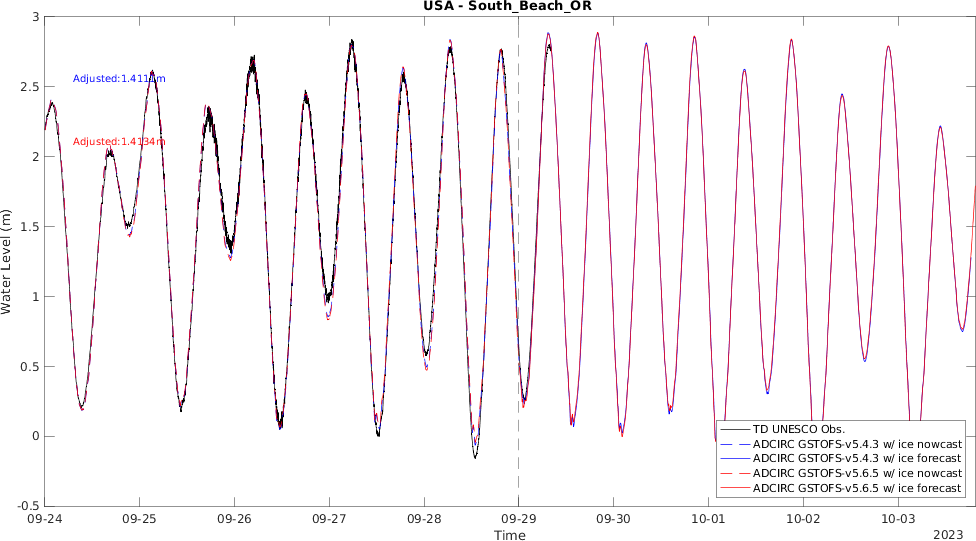 USA - South_Beach_OR
3
2.5
2
1.5
1
0.5
0
-0.5
Water Level (m)
Adjusted:1.4111m
Adjusted:1.4134m
TD UNESCO Obs.
ADCIRC GSTOFS-v5.4.3 w/ ice nowcast
ADCIRC GSTOFS-v5.4.3 w/ ice forecast
ADCIRC GSTOFS-v5.6.5 w/ ice nowcast
ADCIRC GSTOFS-v5.6.5 w/ ice forecast
09-24 09-25 09-26 09-27 09-28 09-29 09-30 10-01 10-02 10-03
Time
2023